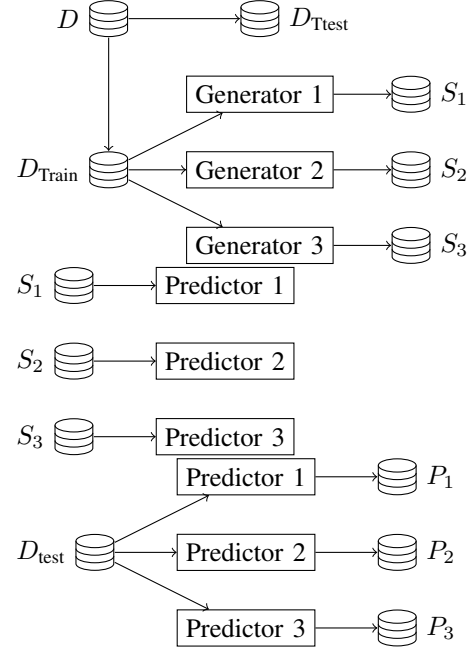 D D_Ttest
Generator 1 S_1
D_Train Generator 2 S_2
Generator 3 S_3
S_1 Predictor 1
S_2 Predictor 2
S_3 Predictor 3
Predictor 1 P_1
D_test Predictor 2 P_2
Predictor 3 P_3